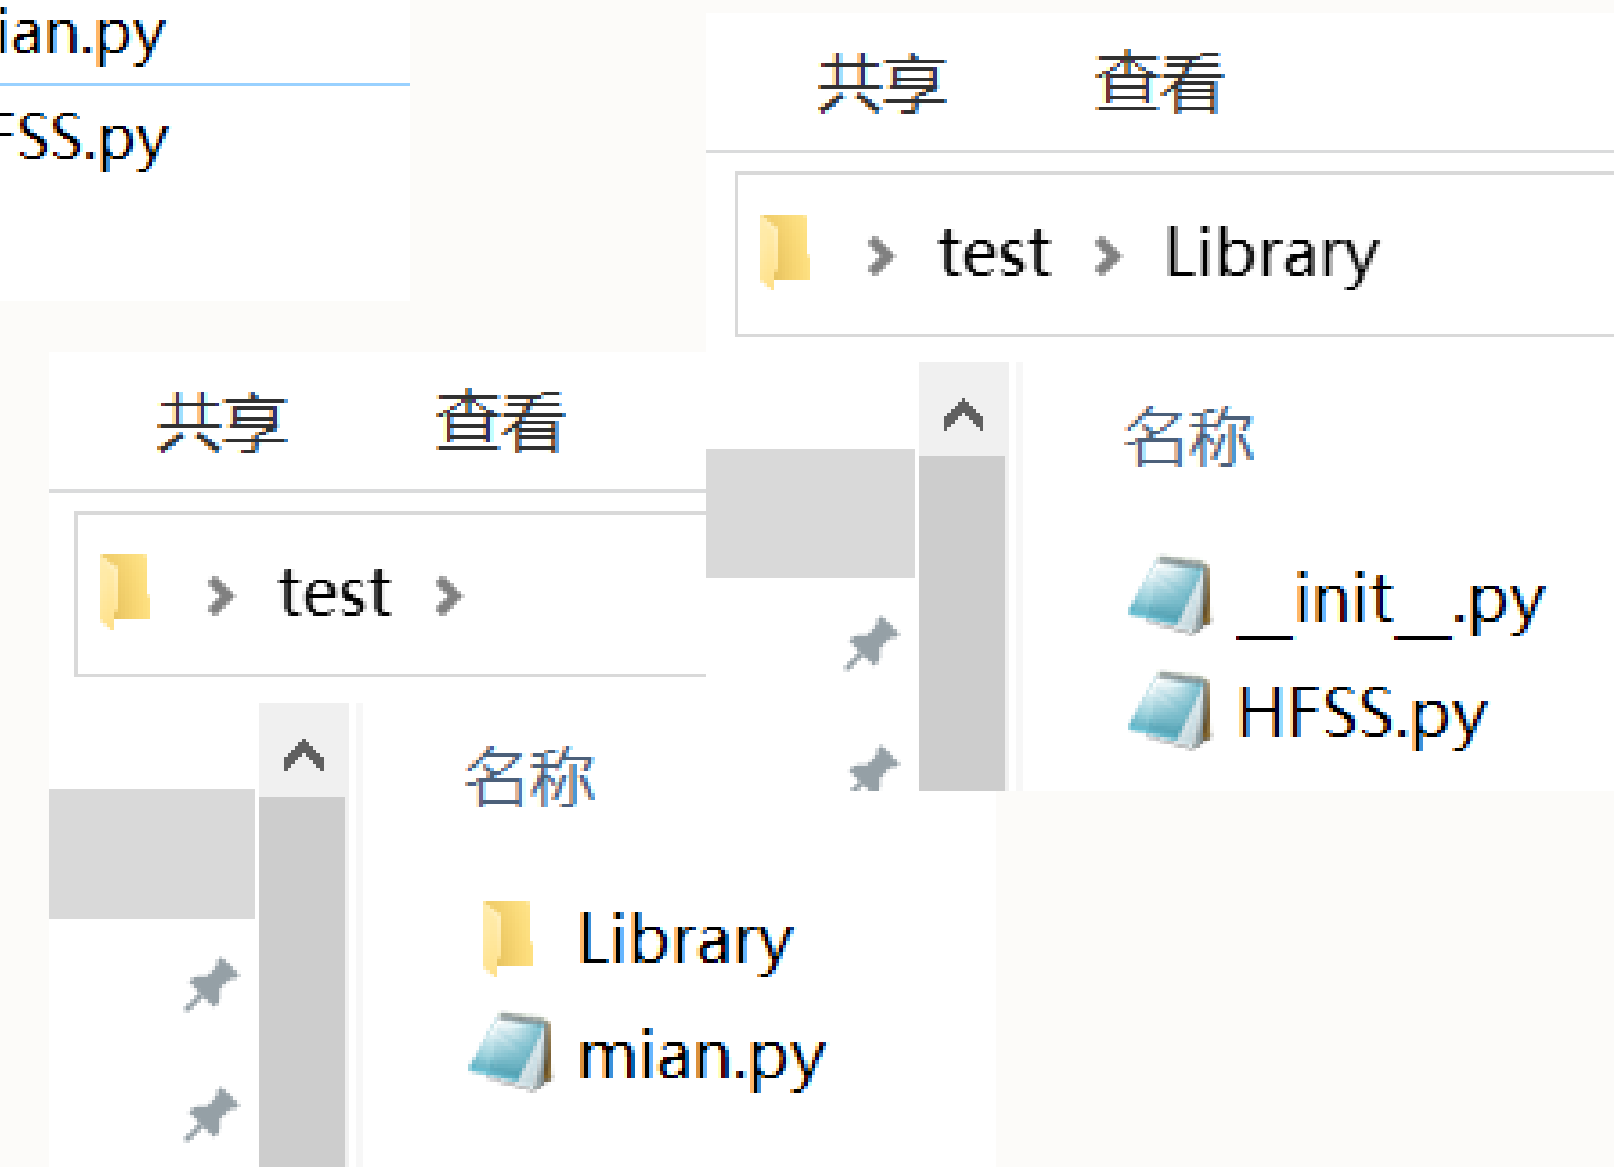 ian.py
FSS.py
共享 查看
test Library
名称
__init__.py
HFSS.py
共享 查看
test
名称
Library
mian.py